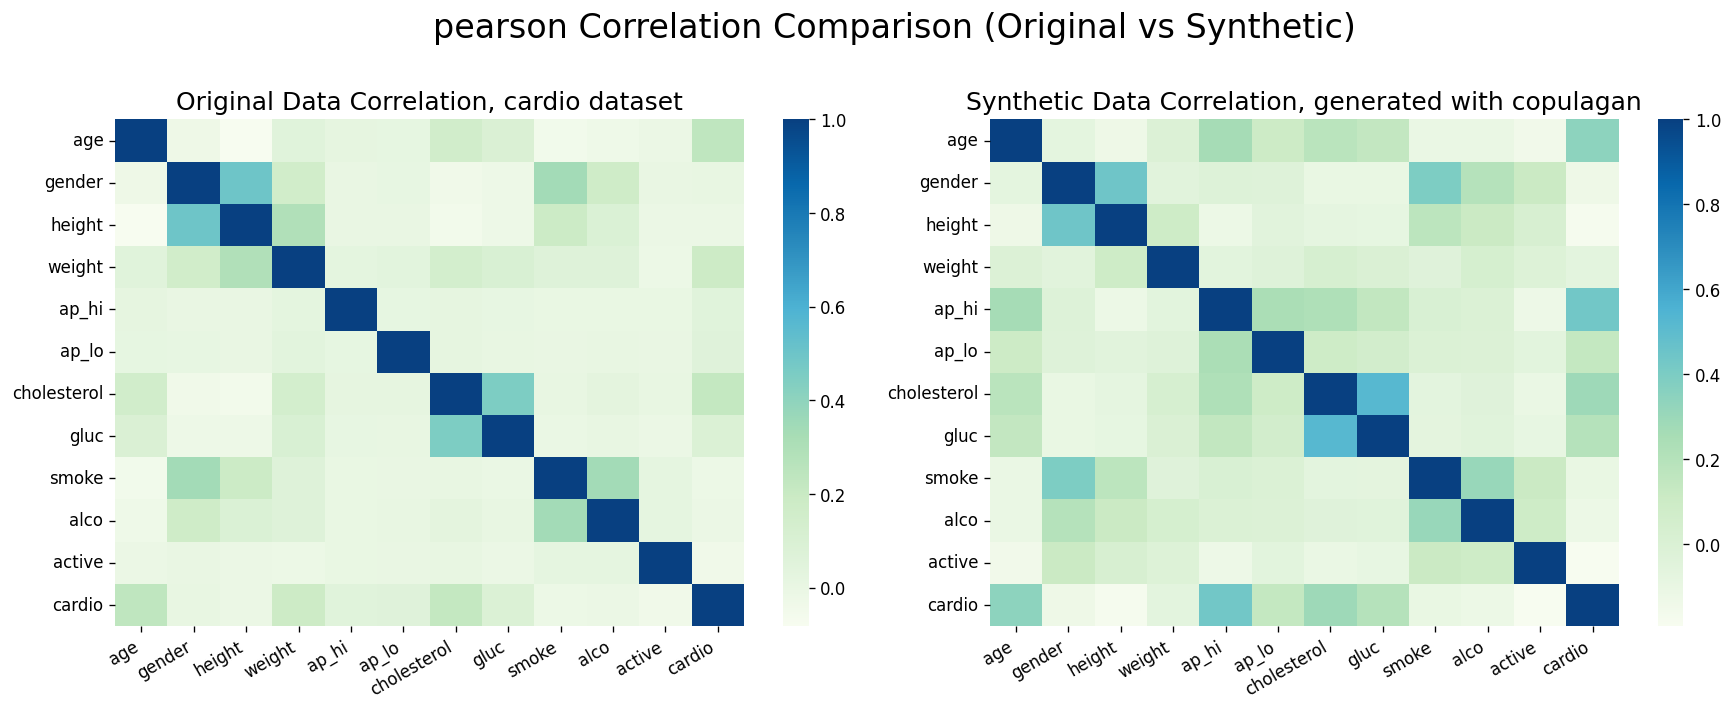 pearson Correlation Comparison (Original vs Synthetic)
Original Data Correlation, cardio dataset
age
gender
height
weight
ap_hi
ap_lo
cholesterol
gluc
smoke
alco
active
cardio
age
gender
height
weight
ap_hi
ap_lo
cholesterol
gluc
smoke
alco
active
cardio
1.0
0.8
0.6
0.4
0.2
0.0
Synthetic Data Correlation, generated with copulagan
age
gender
height
weight
ap_hi
ap_lo
cholesterol
gluc
smoke
alco
active
cardio
age
gender
height
weight
ap_hi
ap_lo
cholesterol
gluc
smoke
alco
active
cardio
1.0
0.8
0.6
0.4
0.2
0.0